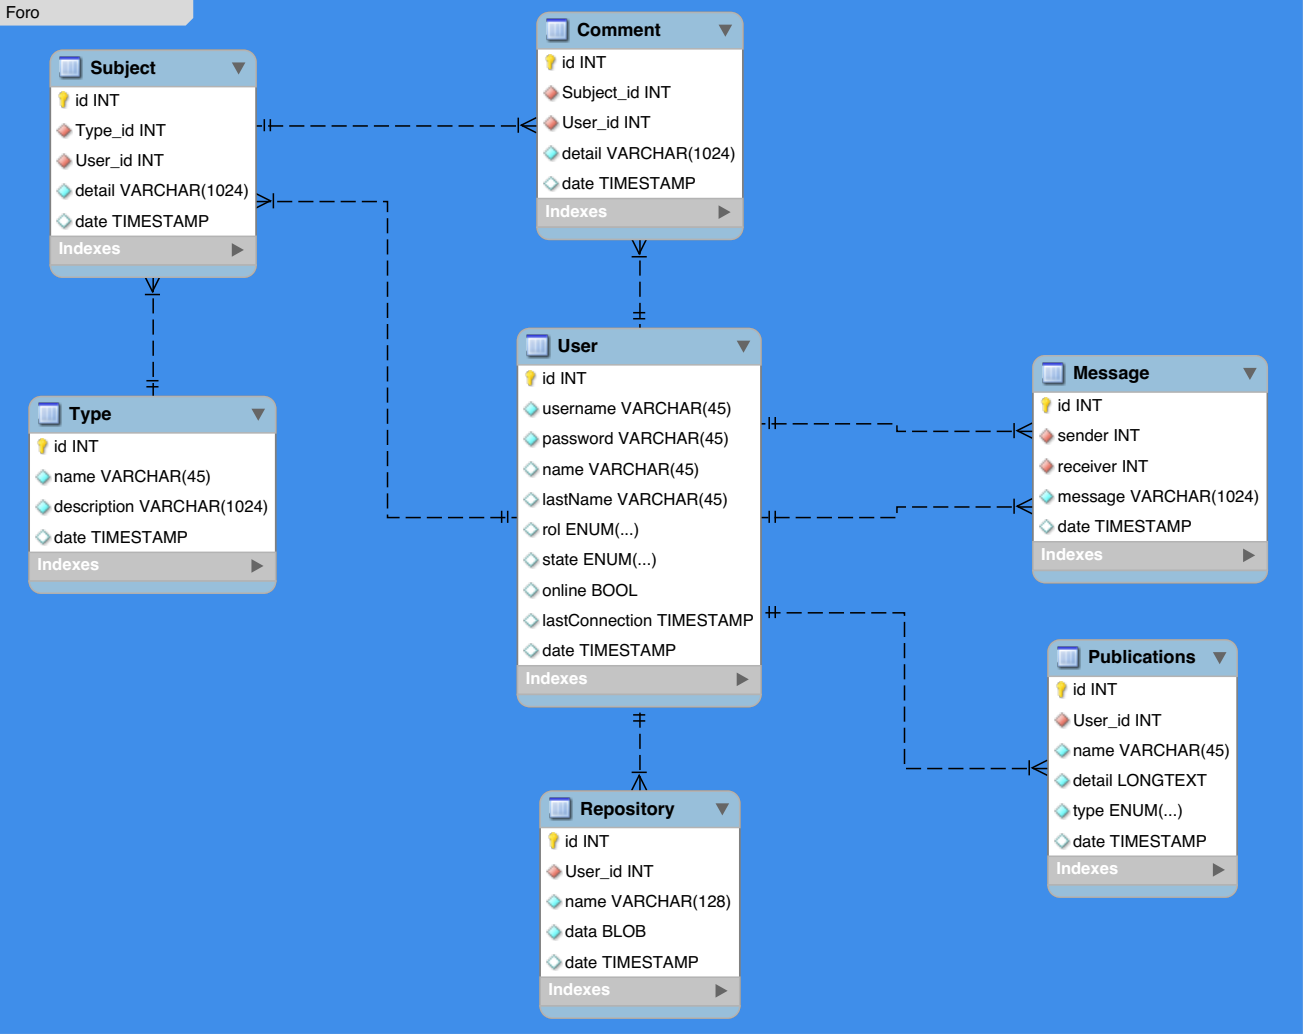 Foro
Subject
id INT
Type_id INT
User_id INT
detail VARCHAR(1024)
date TIMESTAMP
Indexes
Comment
id INT
Subject_id INT
User_id INT
detail VARCHAR(1024)
date TIMESTAMP
Indexes
Type
id INT
name VARCHAR(45)
description VARCHAR(1024)
date TIMESTAMP
Indexes
User
id INT
username VARCHAR(45)
password VARCHAR(45)
name VARCHAR(45)
lastName VARCHAR(45)
rol ENUM(...)
state ENUM(...)
online BOOL
lastConnection TIMESTAMP
date TIMESTAMP
Indexes
Message
id INT
sender INT
receiver INT
message VARCHAR(1024)
date TIMESTAMP
Indexes
Publications
id INT
User_id INT
name VARCHAR(45)
detail LONGTEXT
type ENUM(...)
date TIMESTAMP
Indexes
Repository
id INT
User_id INT
name VARCHAR(128)
data BLOB
date TIMESTAMP
Indexes